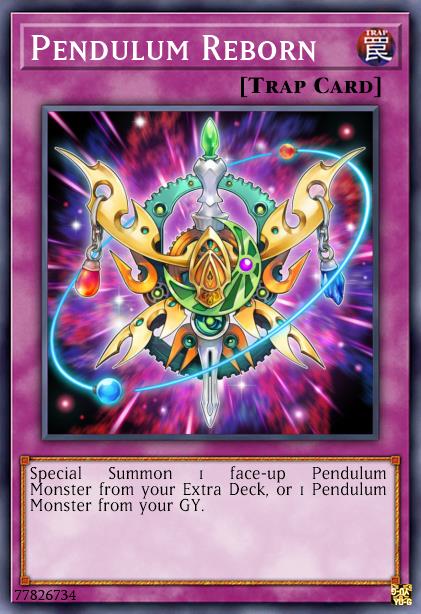 Pendulum Reborn
TRAP
罠
[Trap Card]
Special Summon 1 face-up Pendulum
Monster from your Extra Deck, or 1 Pendulum
Monster from your GY.
77826734